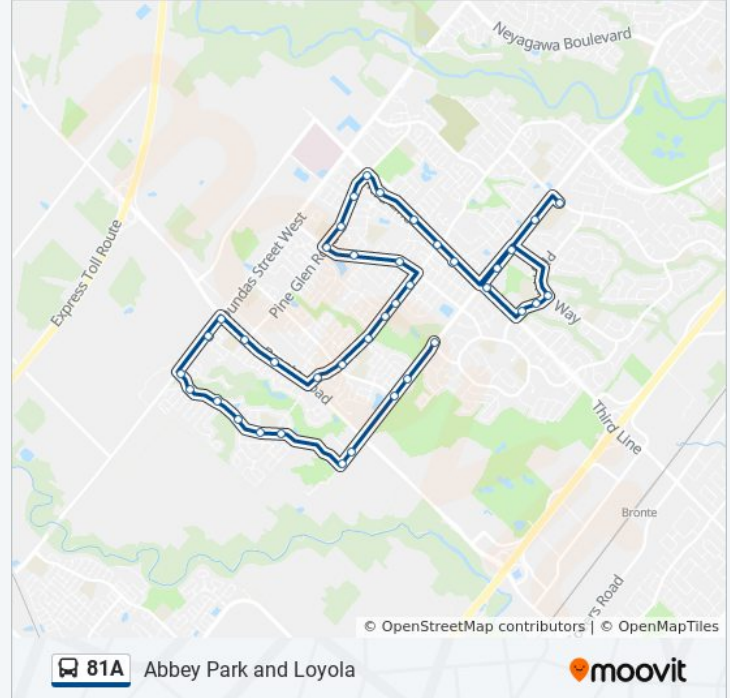 Neyagawa Boulevard
Express Toll Route
Dundas Street West
Pine Glen R
Way
Third Line
Bronte
© OpenStreetMap contributors | © OpenMapTiles
81A Abbey Park and Loyola
moovit